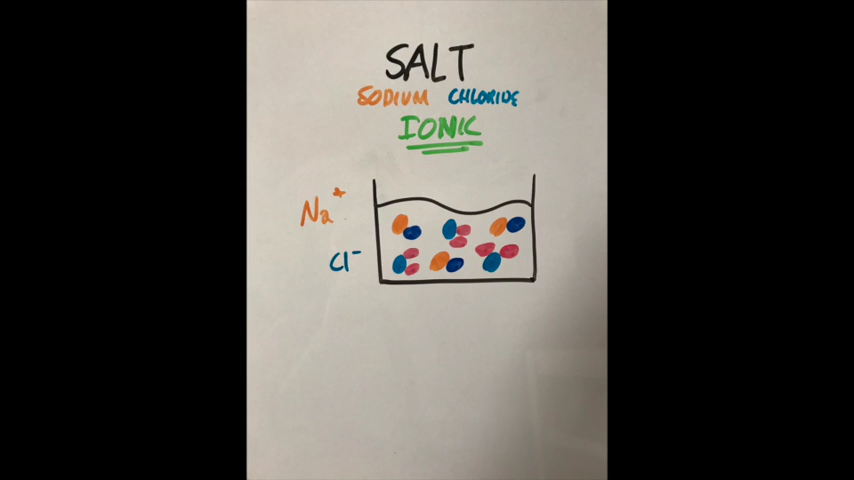 SALT
SODIUM CHLORIDE
IONIC
Na+
Cl-